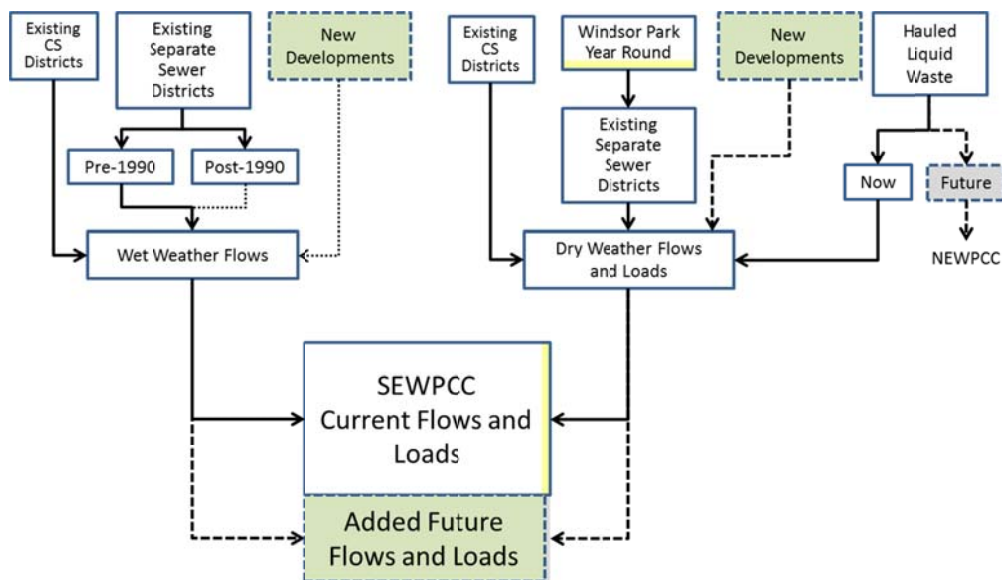 Existing
CS
Districts
Existing
Separate
Sewer
Districts
New
Developments
Pre-1990
Post-1990
Wet Weather Flows
Existing
CS
Districts
Windsor Park
Year Round
New
Developments
Hauled
Liquid
Waste
Existing
Separate
Sewer
Districts
Now
Future
Dry Weather Flows
and Loads
NEWPCC
SEWPCC
Current Flows and
Loads
Added Future
Flows and Loads